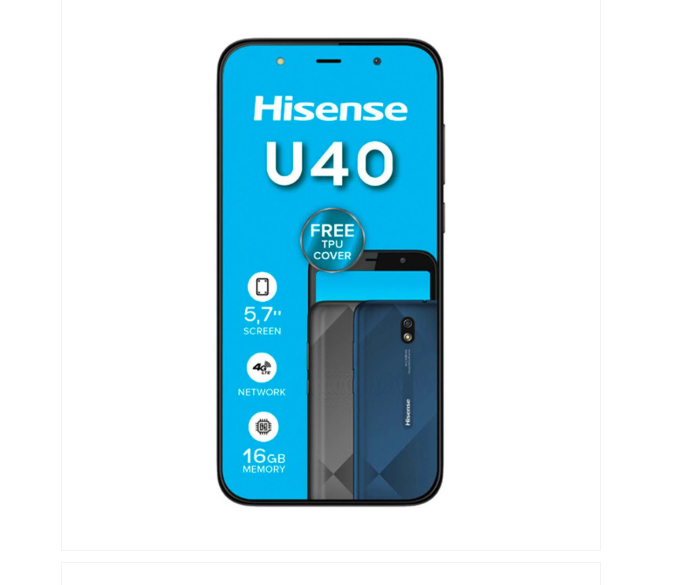 Hisense
U40
FREE
TPU
COVER
5,7"
SCREEN
4G LTE
NETWORK
16GB
MEMORY
Hisense